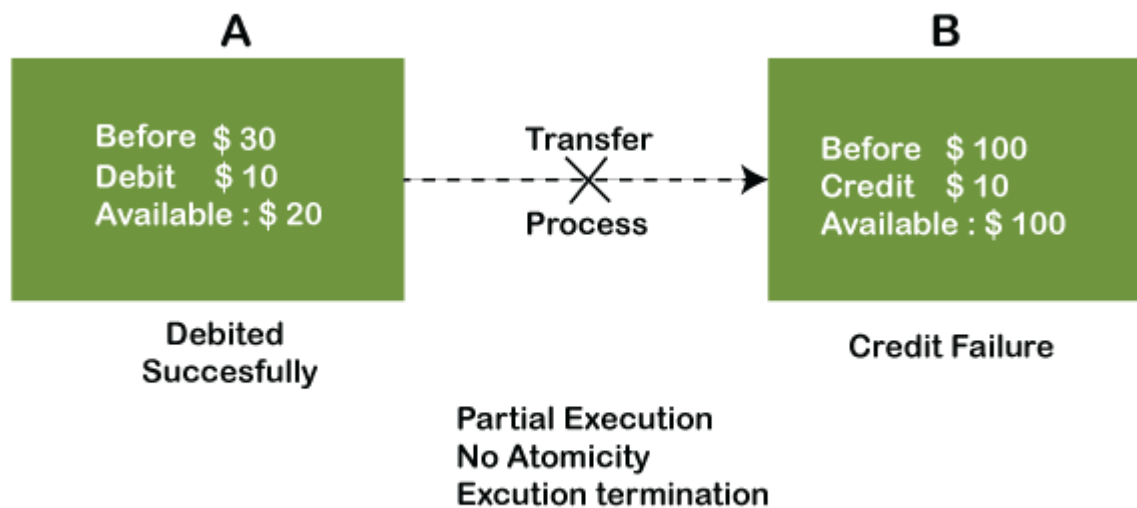 A
B
Before $ 30
Debit $ 10
Available : $ 20
Transfer
Process
Before $ 100
Credit $ 10
Available : $ 100
Debited
Succesfully
Credit Failure
Partial Execution
No Atomicity
Excution termination